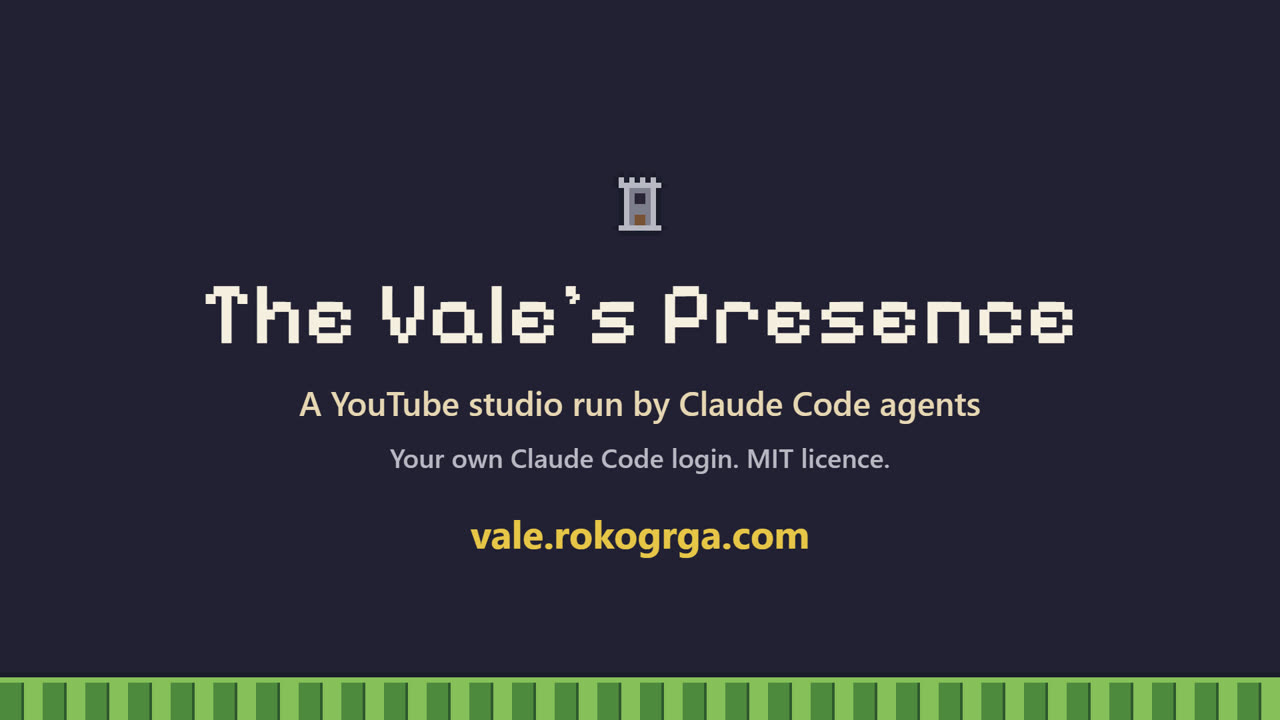 The Vale's Presence
A YouTube studio run by Claude Code agents
Your own Claude Code login. MIT licence.
vale.rokogrga.com